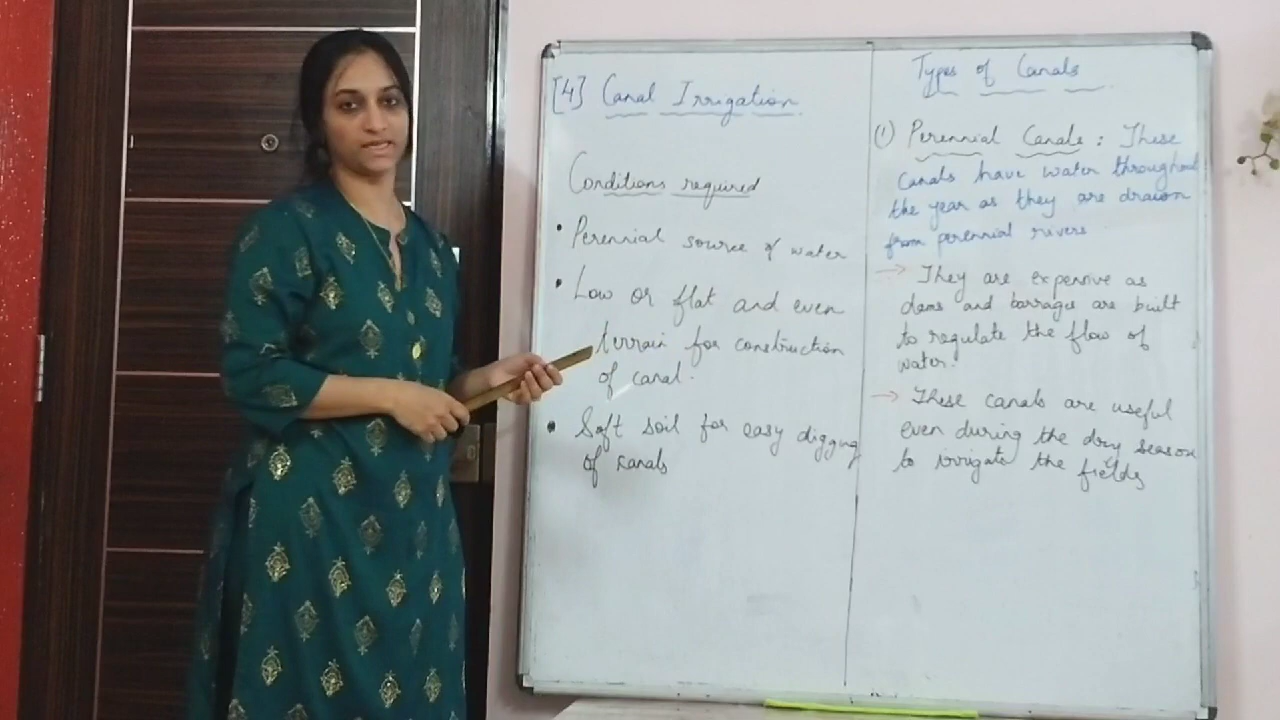 [4] Canal Irrigation
Conditions required
• Perennial source of water
• Low or flat and even
terrain for construction
of canal.
• Soft soil for easy digging
of canals
Types of Canals
(1) Perennial Canals : These
canals have water throughout
the year as they are drawn
from perennial rivers
→ They are expensive as
dams and barrages are built
to regulate the flow of
water.
→ These canals are useful
even during the dry season
to irrigate the fields